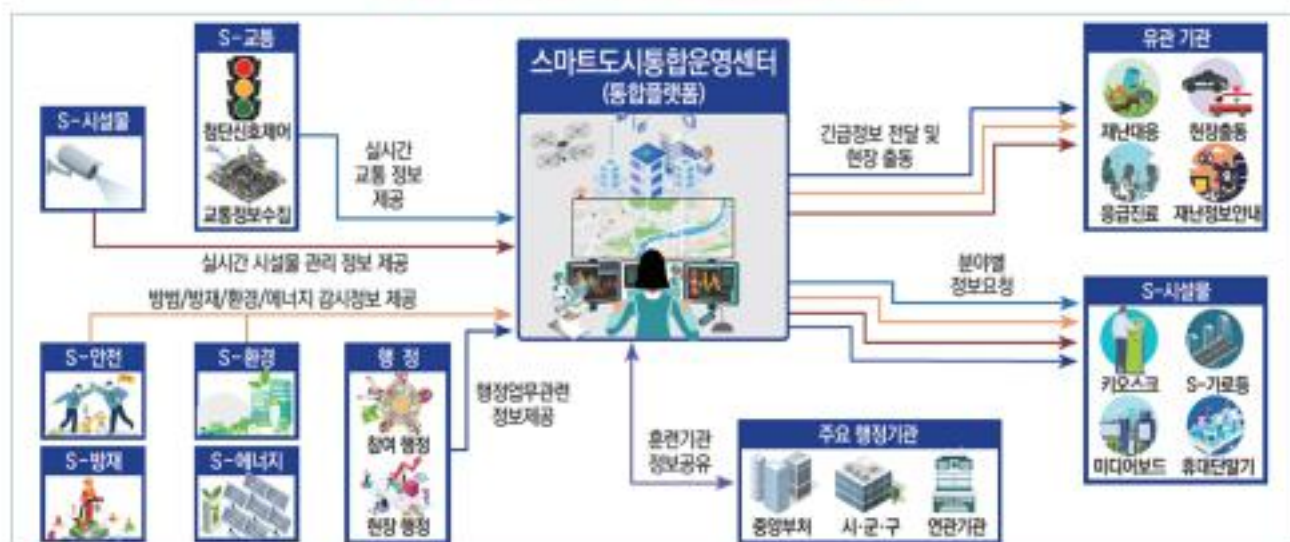 S-교통
첨단신호제어
교통정보수집
S-시설물
실시간
교통 정보
제공
실시간 시설물 관리 정보 제공
방범/방재/환경/에너지 감시정보 제공
S-안전
S-환경
S-방재
S-에너지
행 정
참여 행정
현장 행정
행정업무관련
정보제공
스마트도시통합운영센터
(통합플랫폼)
긴급정보 전달 및
현장 출동
유관 기관
재난대응
현장출동
응급진료
재난정보안내
분야별
정보요청
S-시설물
키오스크
S-가로등
미디어보드
휴대단말기
훈련기관
정보공유
주요 행정기관
중앙부처
시·군·구
연관기관